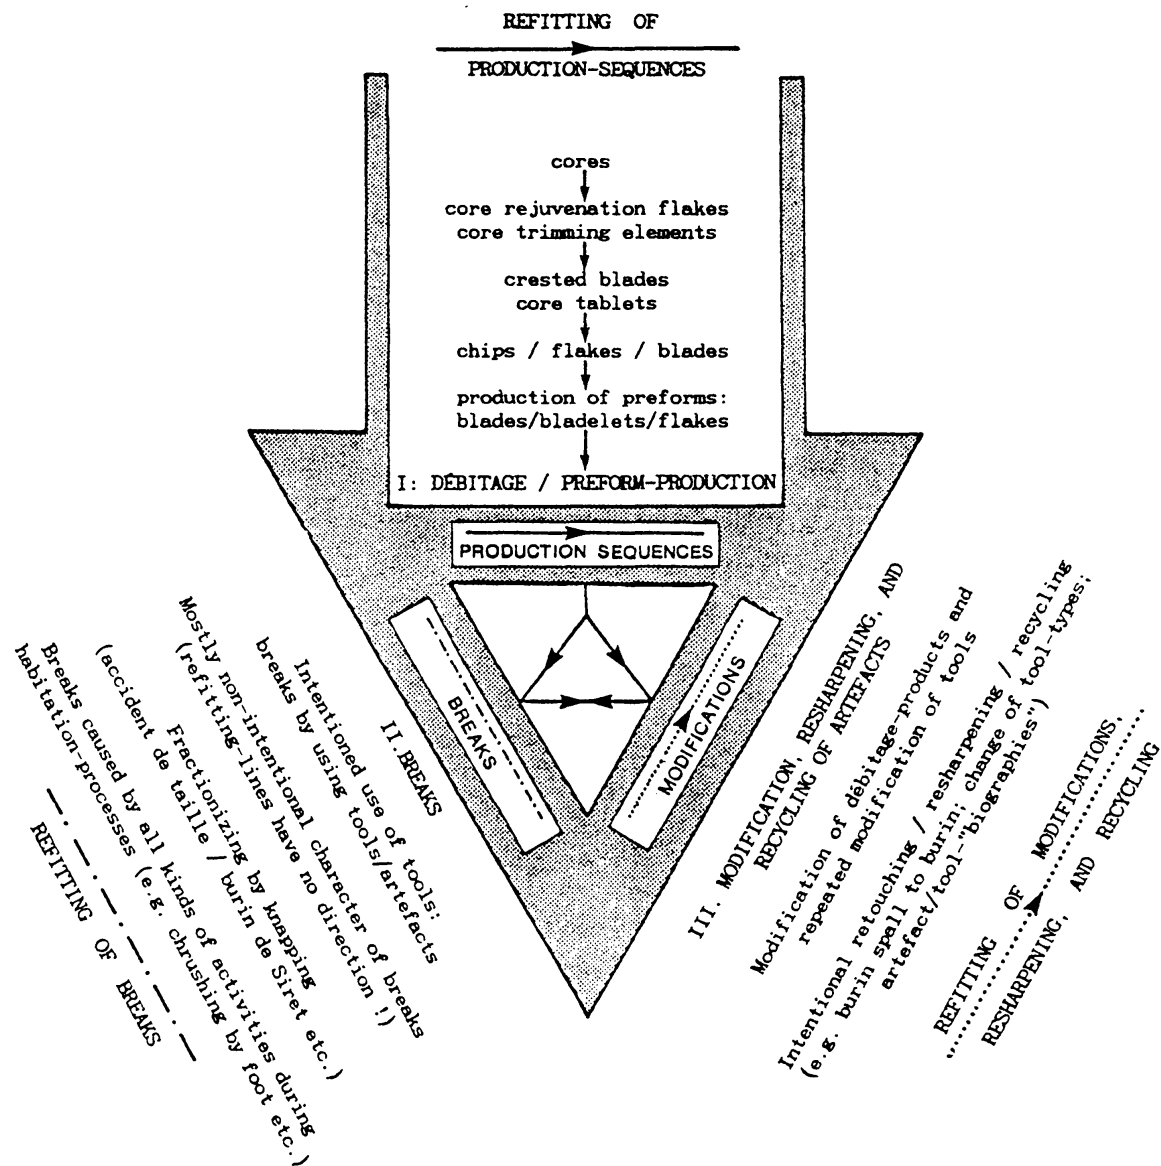 REFITTING OF
PRODUCTION-SEQUENCES
cores
core rejuvenation flakes
core trimming elements
crested blades
core tablets
chips / flakes / blades
production of preforms:
blades/bladelets/flakes
I: DÉBITAGE / PREFORM-PRODUCTION
PRODUCTION SEQUENCES
BREAKS
MODIFICATIONS
II.BREAKS
Intentioned use of tools:
breaks by using tools/artefacts
Mostly non-intentional character of breaks
(refitting-lines have no direction !)
Fractionizing by knapping
(accident de taille / burin de Siret etc.)
Breaks caused by all kinds of activities during
habitation-processes (e.g. chrushing by foot etc.)
REFITTING OF BREAKS
III. MODIFICATION, RESHARPENING, AND
RECYCLING OF ARTEFACTS
Modification of débitage-products and
repeated modification of tools
Intentional retouching / resharpening / recycling
(e.g. burin spall to burin; change of tool-types;
artefact/tool-"biographies")
REFITTING OF MODIFICATIONS,
RESHARPENING, AND RECYCLING